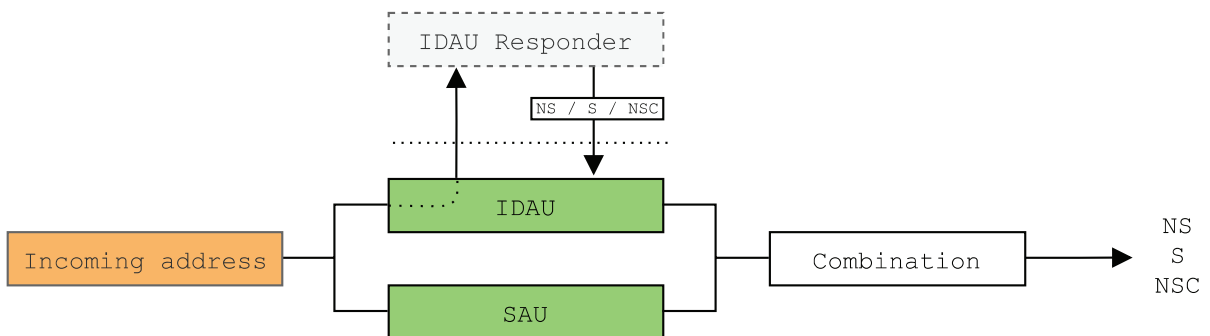 IDAU Responder
NS / S / NSC
IDAU
Incoming address
Combination
NS
S
NSC
SAU